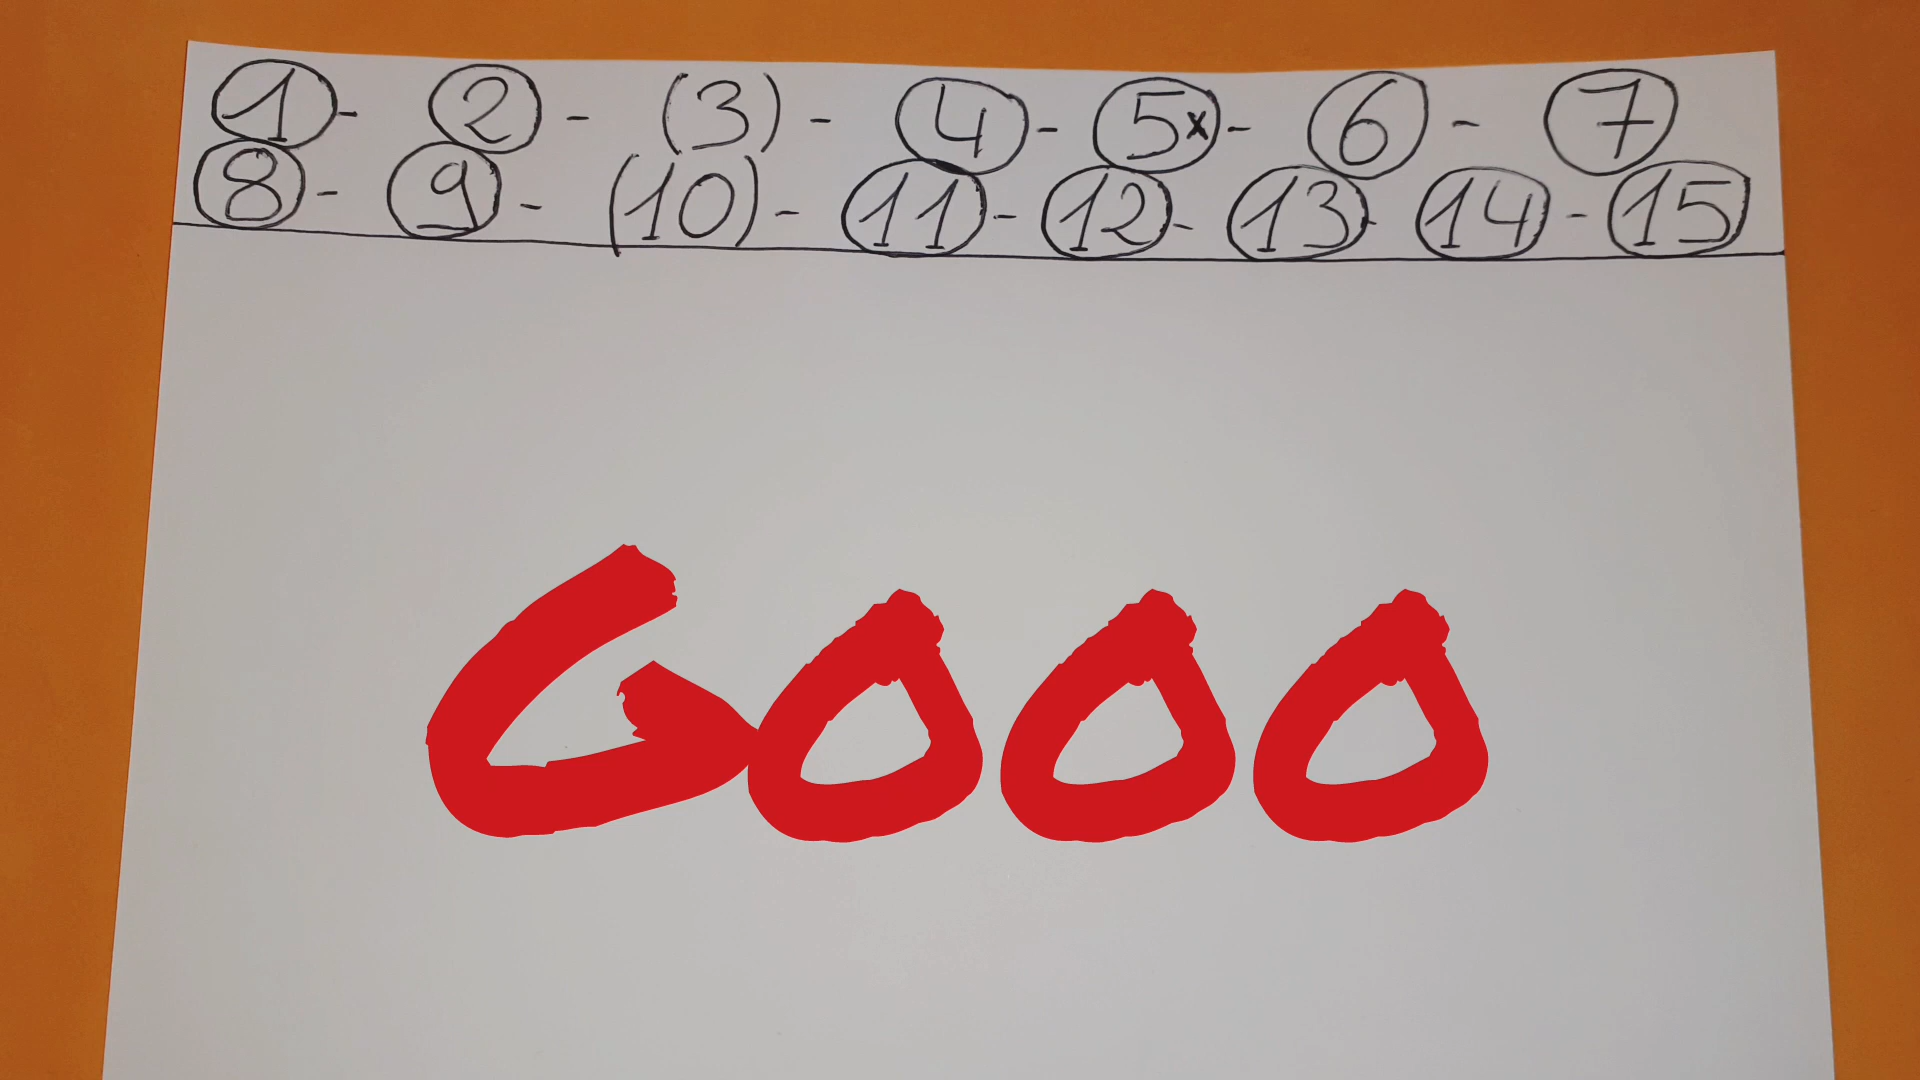 1 - 2 - (3) - 4 - 5x - 6 - 7
8 - 9 - (10) - 11 - 12 - 13 - 14 - 15
Gooo